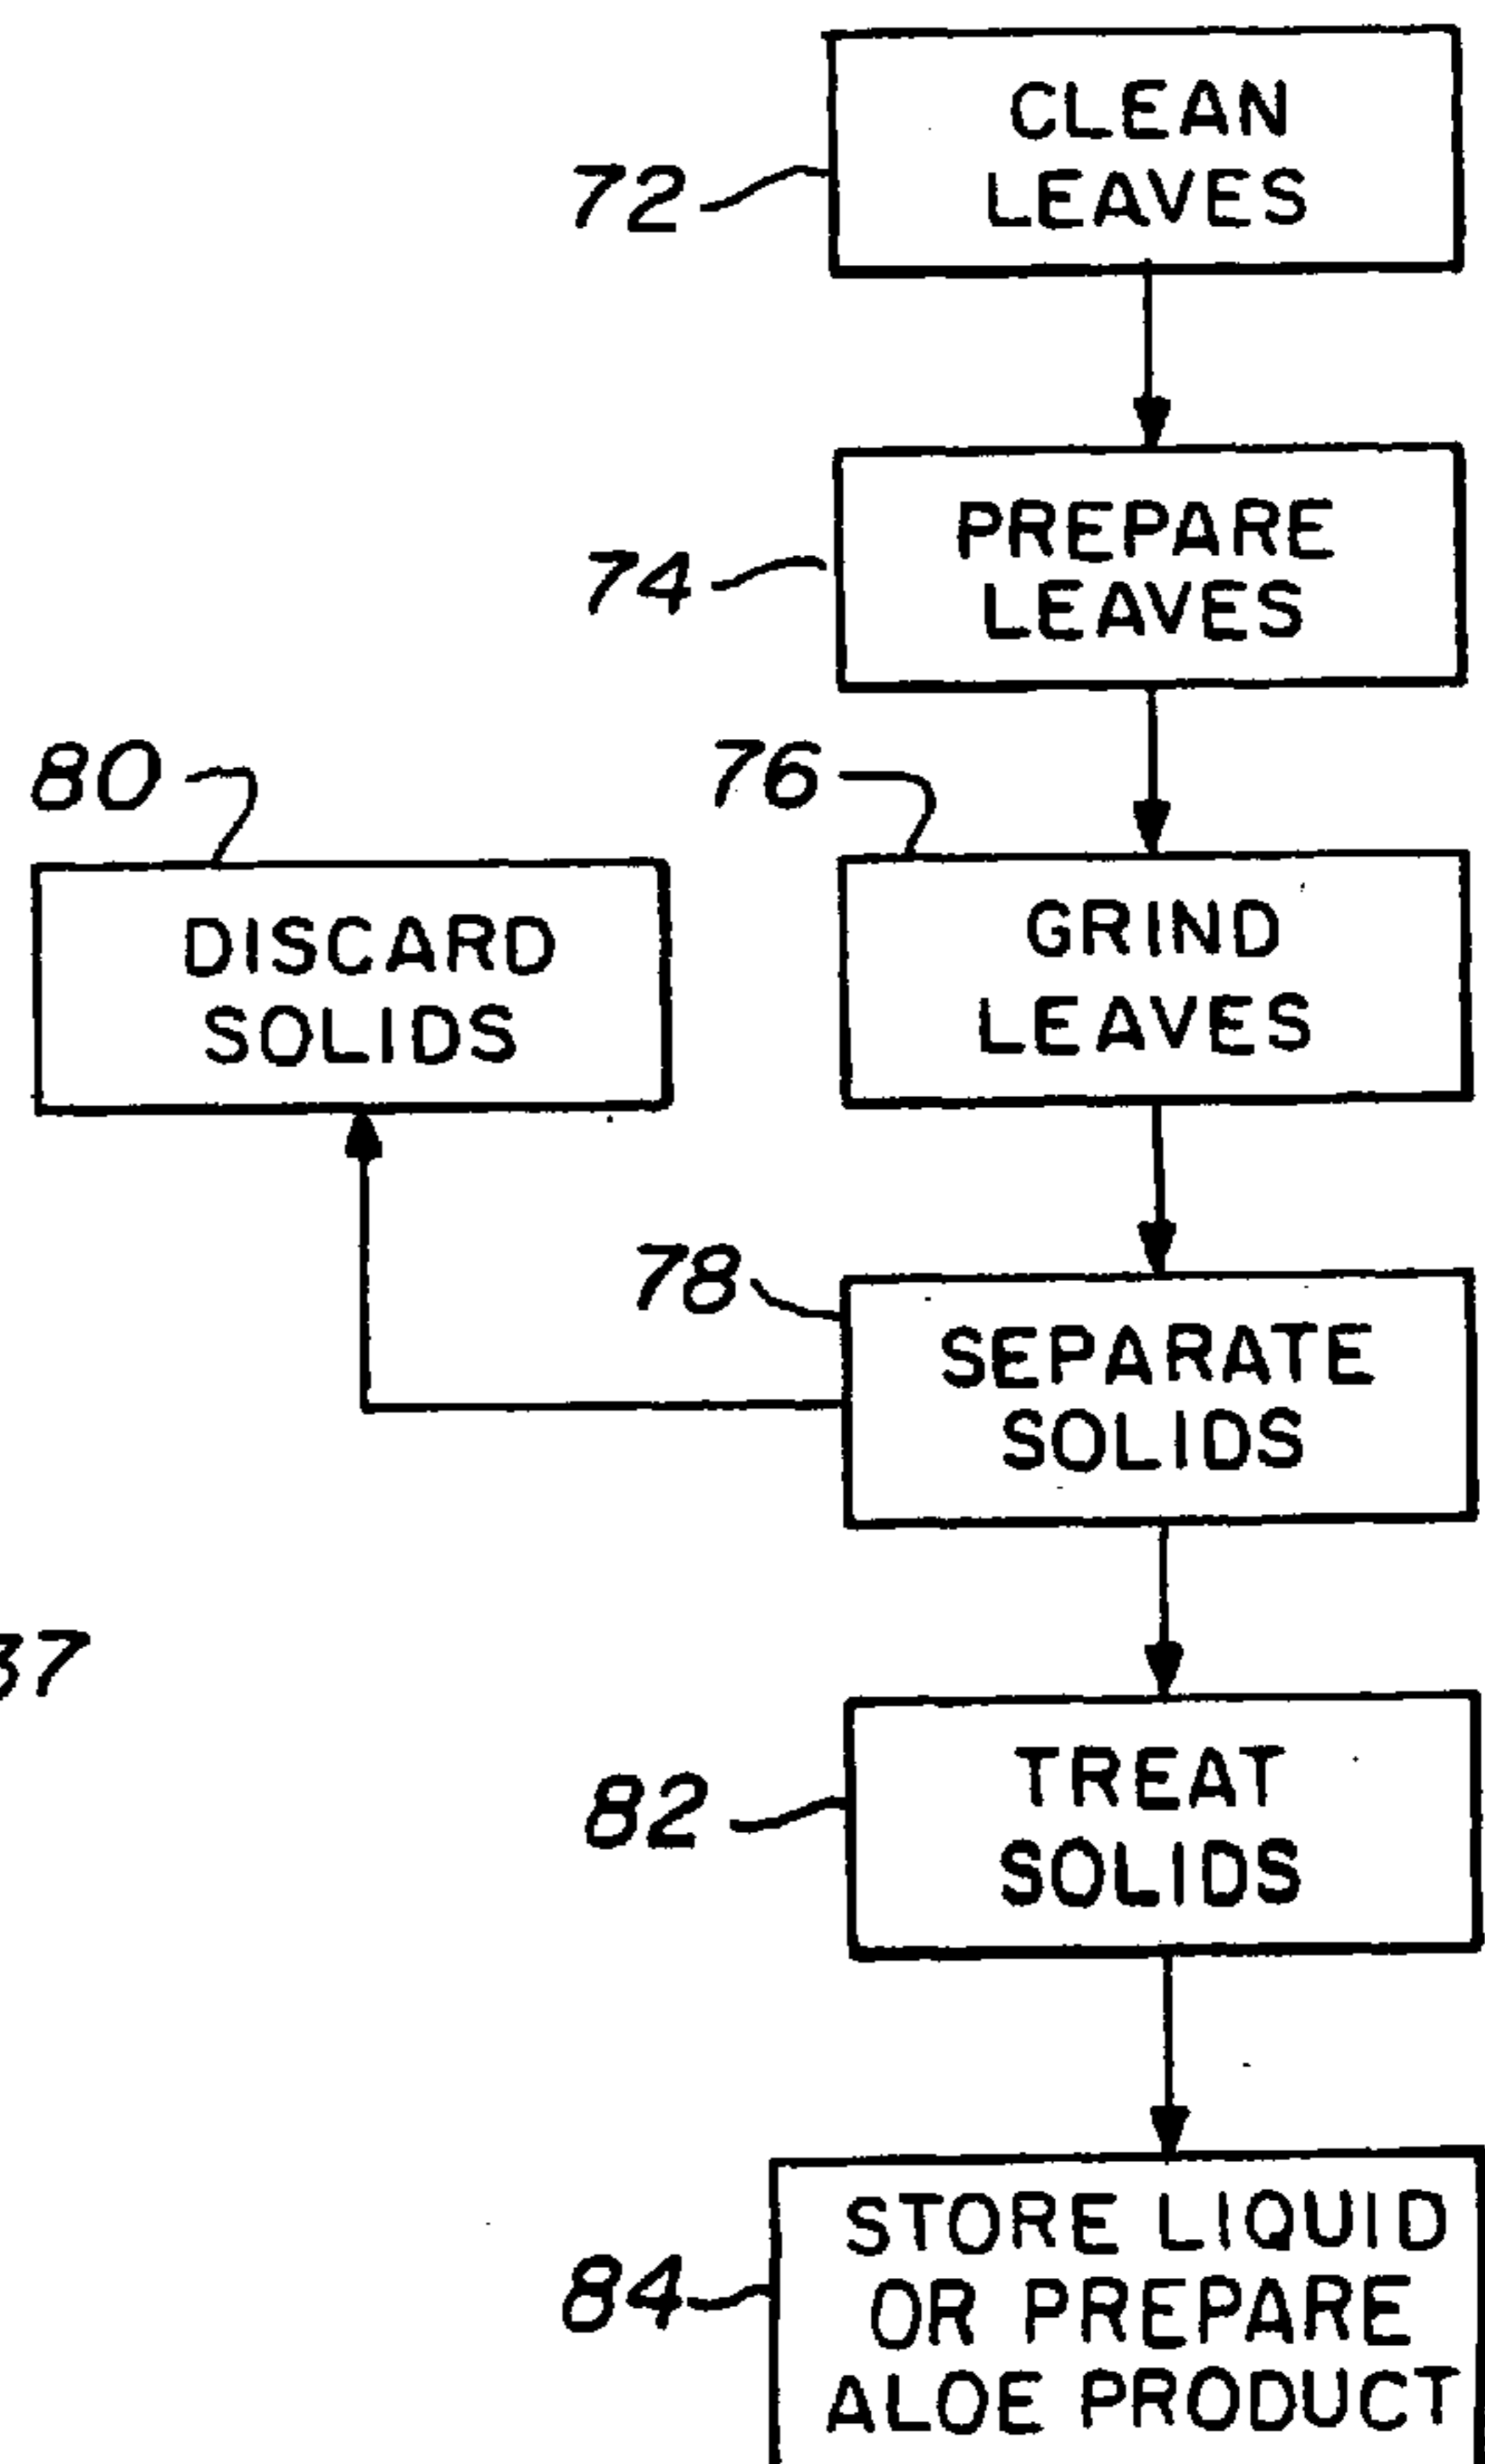 CLEAN
LEAVES
72
PREPARE
LEAVES
74
80
76
DISCARD
SOLIDS
GRIND
LEAVES
78
SEPARATE
SOLIDS
37
TREAT
SOLIDS
82
STORE LIQUID
OR PREPARE
ALOE PRODUCT
84